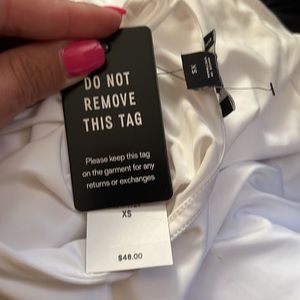 DO NOT
REMOVE
THIS TAG
Please keep this tag
on the garment for any
returns or exchanges
XS
$48.00
XS